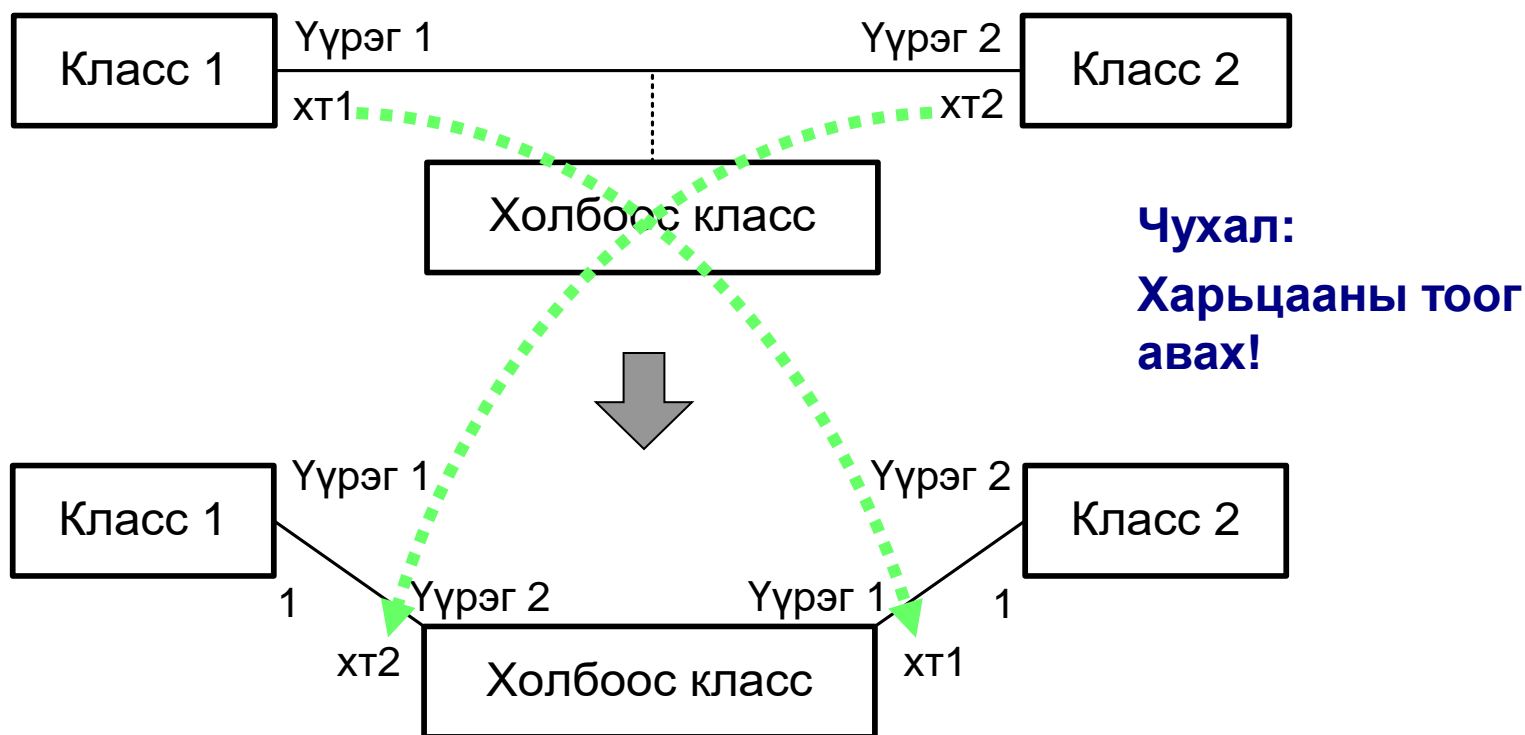 Үүрэг 1
Үүрэг 2
Класс 1
Класс 2
хт1
хт2
Холбоос класс
Чухал:
Харьцааны тоог
авах!
Үүрэг 1
Үүрэг 2
Класс 1
Класс 2
1
Үүрэг 2
Үүрэг 1
1
хт2
Холбоос класс
хт1